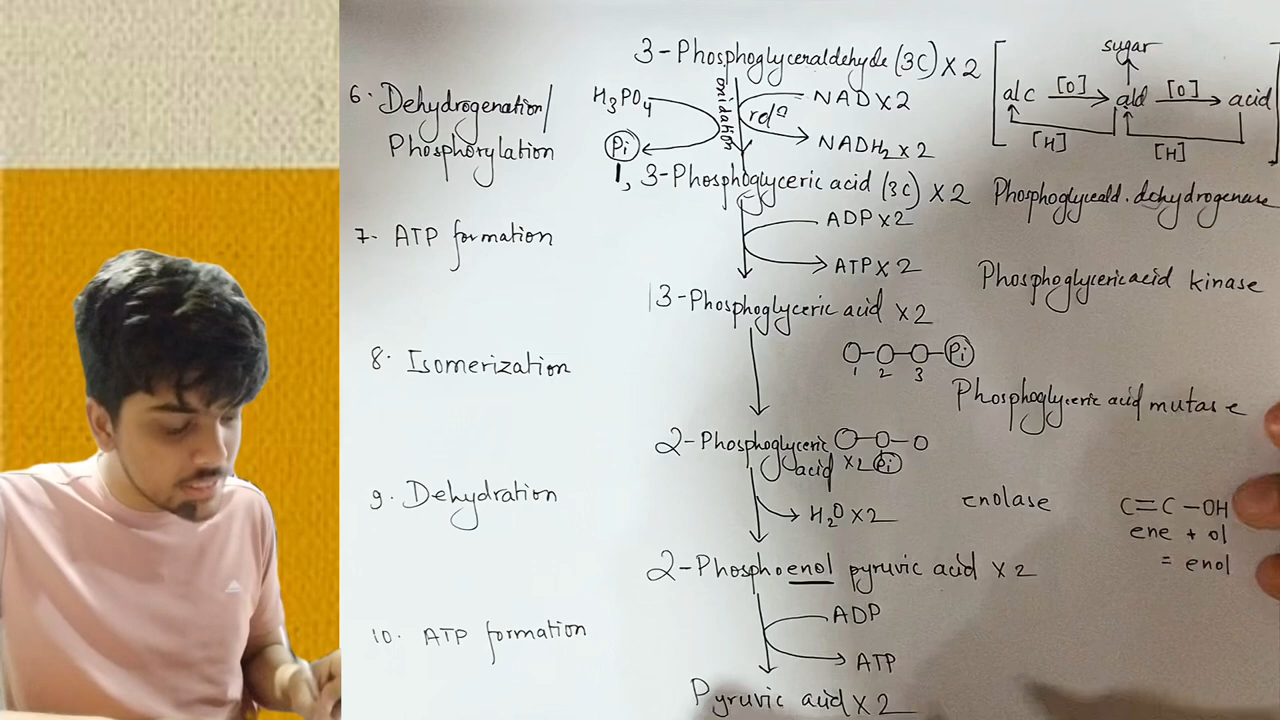 3-Phosphoglyceraldehyde (3C) X 2
sugar
alc [O] ald [O] acid
[H]
[H]
6. Dehydrogenation/
Phosphorylation
H₃PO₄
Pi
oxidation
NAD X 2
redⁿ
NADH₂ X 2
1, 3-Phosphoglyceric acid (3C) X 2
Phosphoglyceald. dehydrogenase
7. ATP formation
ADP X 2
ATP X 2
Phosphoglyceric acid kinase
3-Phosphoglyceric acid X 2
8. Isomerization
Pi
1 2 3
Phosphoglyceric acid mutase
2-Phosphoglyceric
acid X 2 Pi
9. Dehydration
H₂O X 2
enolase
C=C-OH
ene + ol
= enol
2-Phosphoenol pyruvic acid X 2
10. ATP formation
ADP
ATP
Pyruvic acid X 2